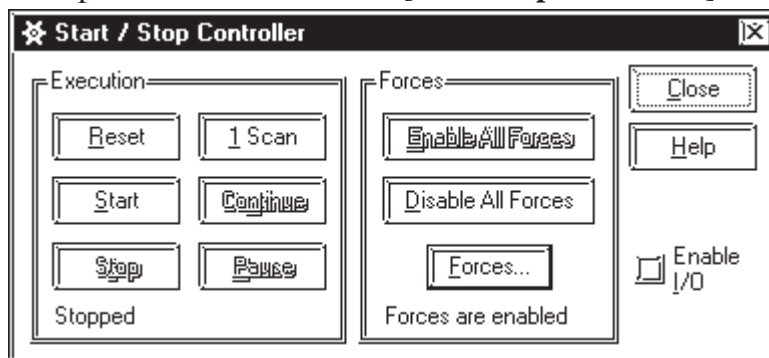 Start / Stop Controller
Execution
Reset
1 Scan
Start
Continue
Stop
Pause
Stopped
Forces
Enable All Forces
Disable All Forces
Forces...
Forces are enabled
Close
Help
Enable
I/O